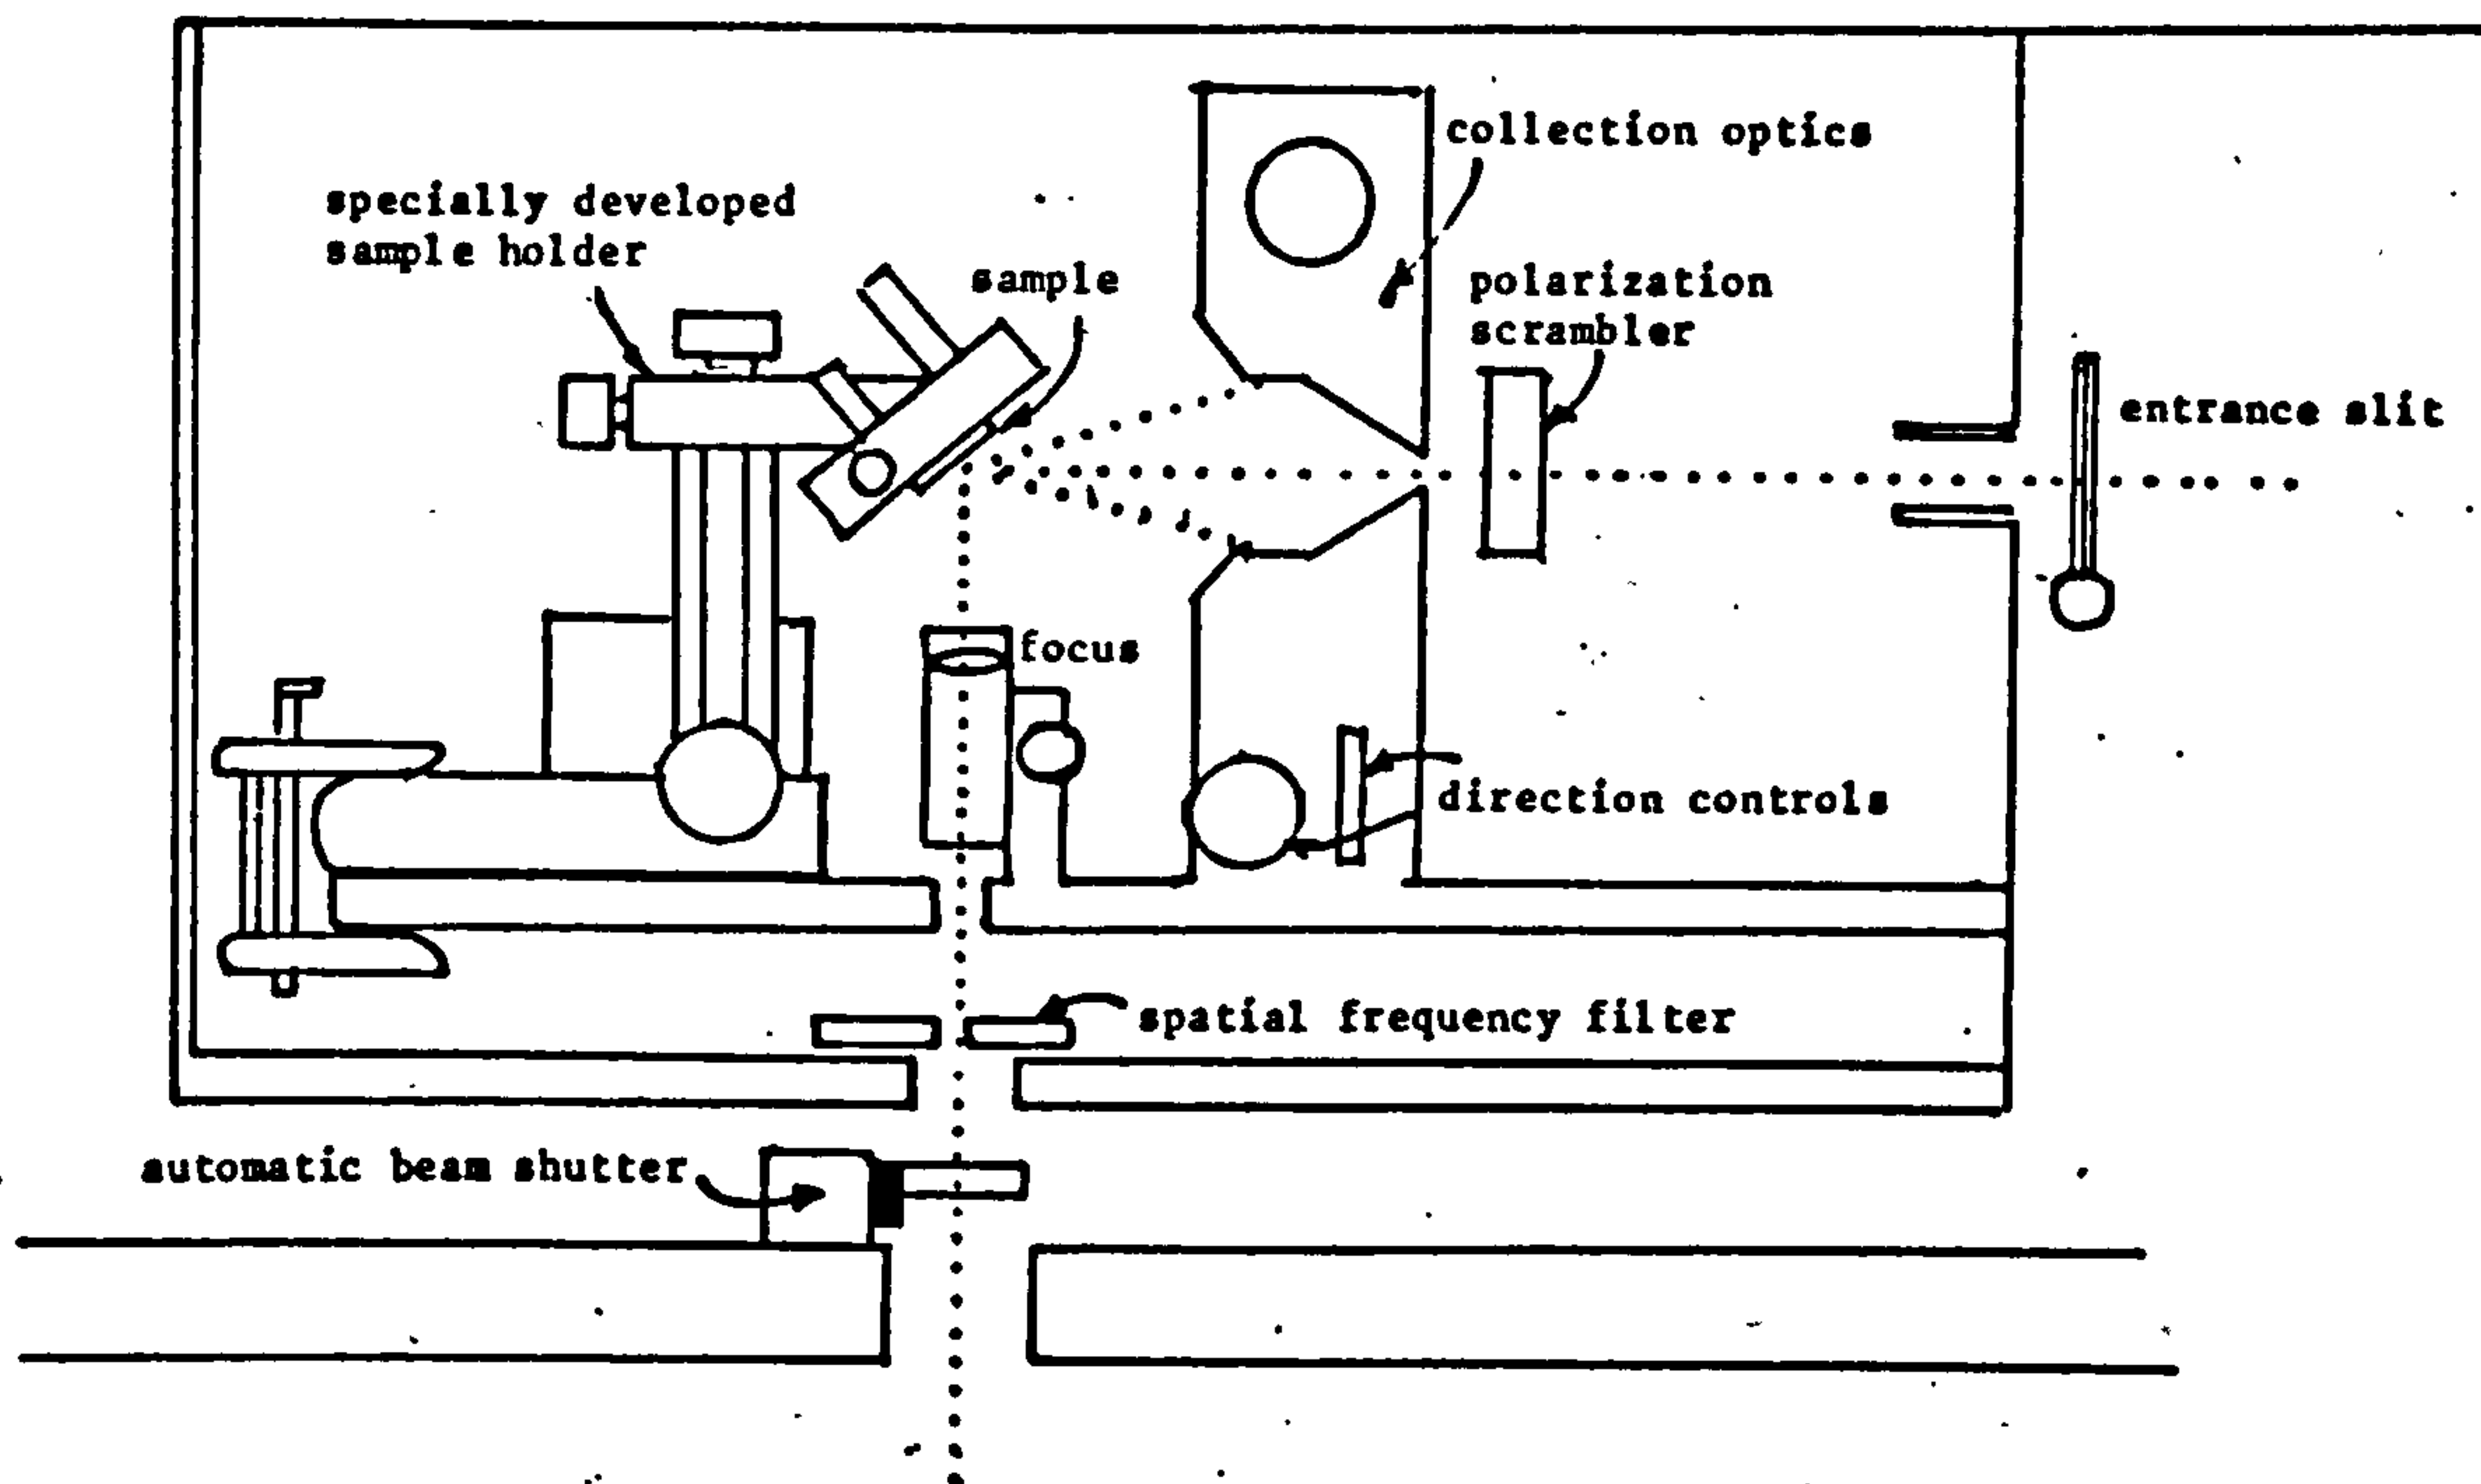 collection optics
specially developed
sample holder
sample
polarization
scrambler
entrance slit
focus
direction controls
spatial frequency filter
automatic beam shutter